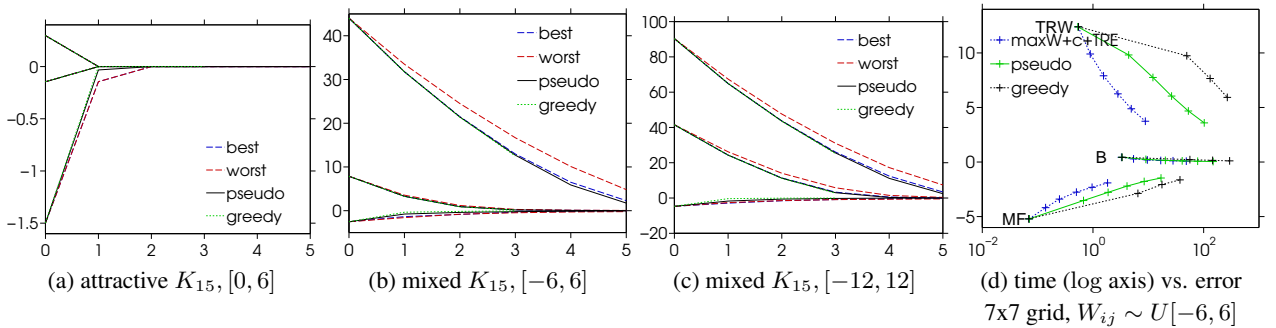 0
−0.5
−1
−1.5
0 1 2 3 4 5
best
worst
pseudo
greedy
(a) attractive K15, [0, 6]
40
30
20
10
0
0 1 2 3 4 5
best
worst
pseudo
greedy
(b) mixed K15, [−6, 6]
100
80
60
40
20
0
−20
0 1 2 3 4 5
best
worst
pseudo
greedy
(c) mixed K15, [−12, 12]
10
5
0
−5
10−2 100 102
TRW
maxW+c+TRE
pseudo
greedy
B
MF
(d) time (log axis) vs. error
7x7 grid, Wij ∼ U[−6, 6]